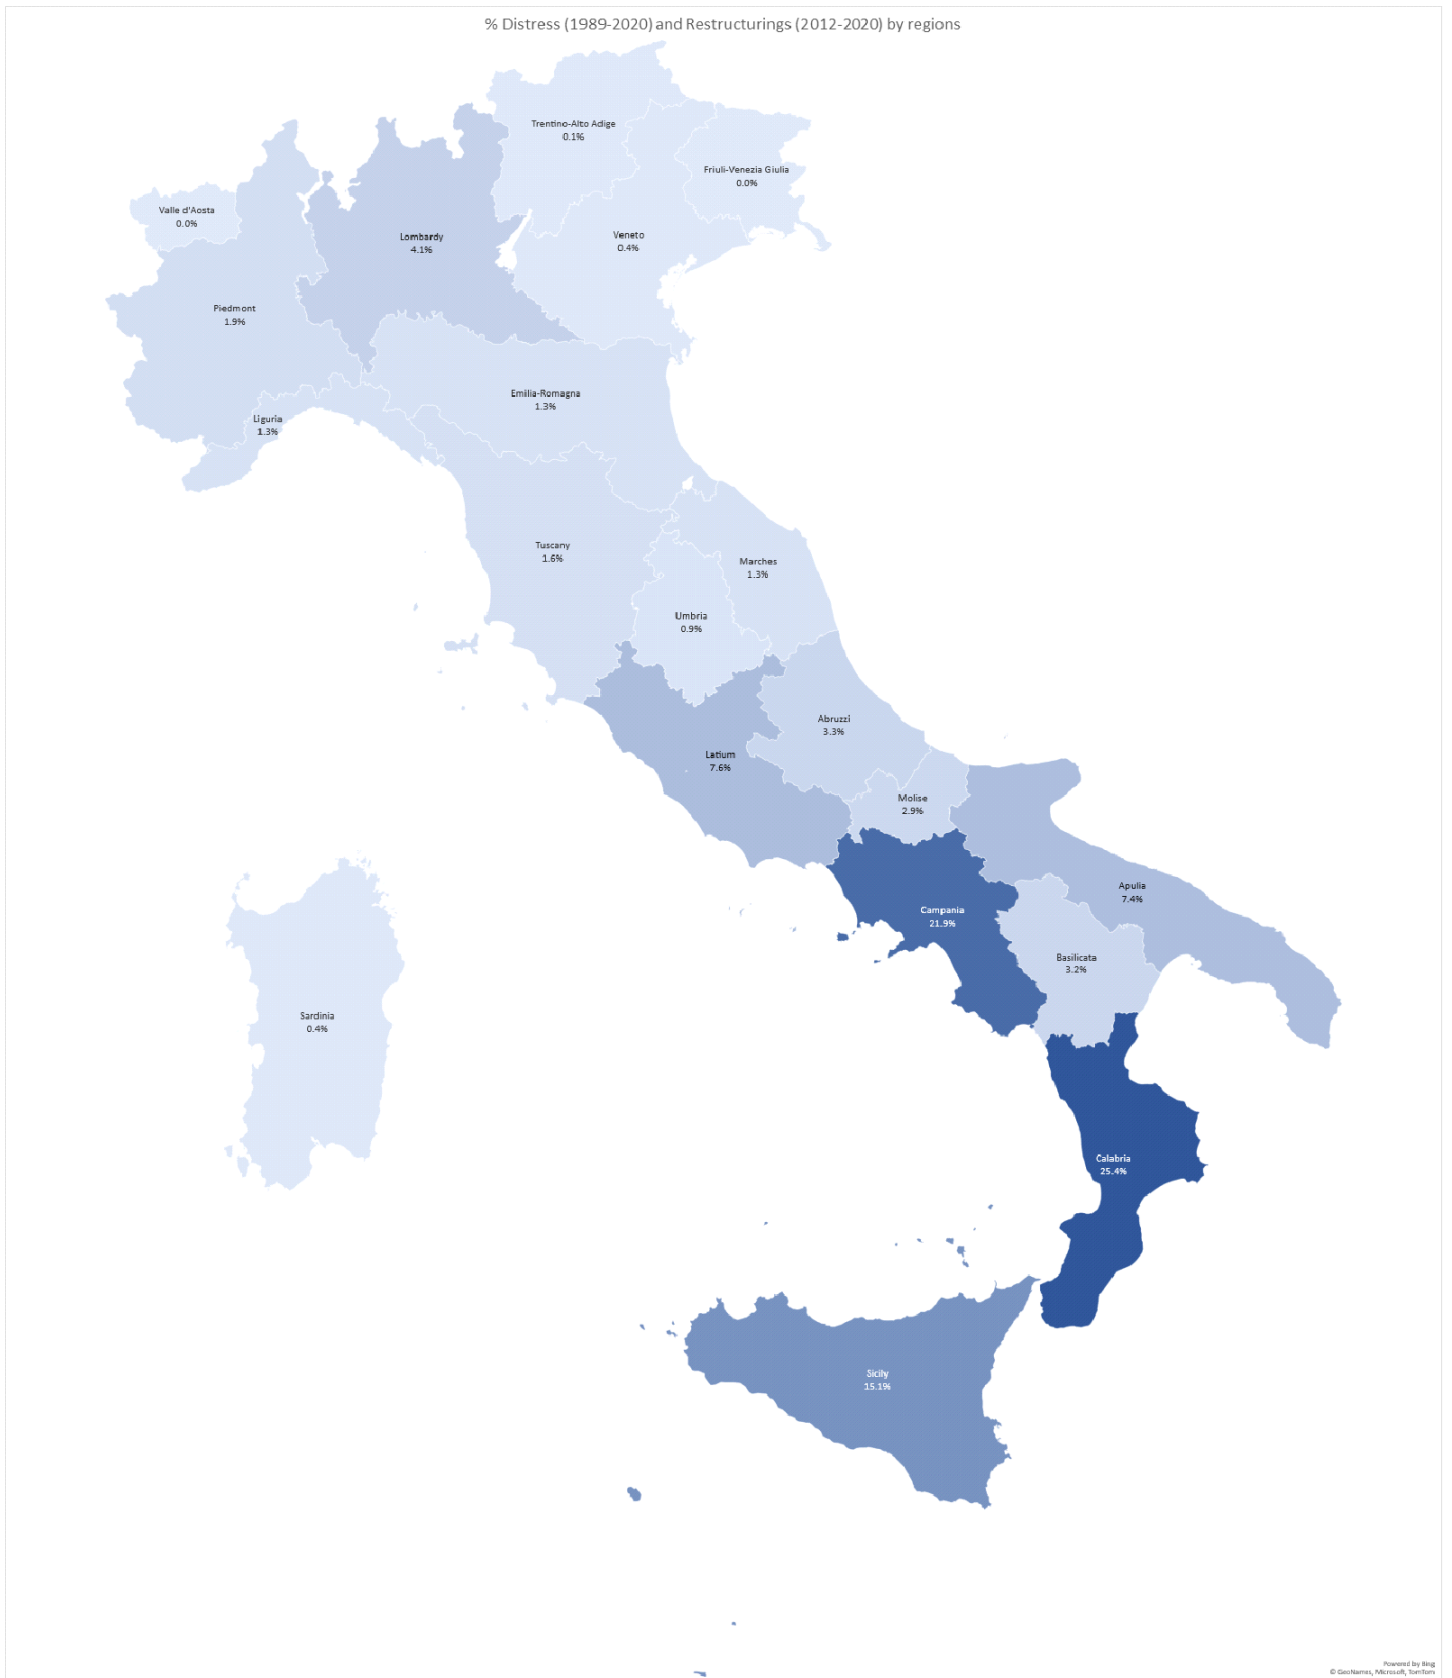 % Distress (1989-2020) and Restructurings (2012-2020) by regions
Trentino-Alto Adige
0.1%
Friuli-Venezia Giulia
0.0%
Valle d'Aosta
0.0%
Lombardy
4.1%
Veneto
0.4%
Piedmont
1.9%
Emilia-Romagna
1.3%
Liguria
1.3%
Tuscany
1.6%
Marches
1.3%
Umbria
0.9%
Abruzzi
3.3%
Latium
7.6%
Molise
2.9%
Apulia
7.4%
Campania
21.9%
Basilicata
3.2%
Sardinia
0.4%
Calabria
25.4%
Sicily
15.1%
Powered by Bing
© GeoNames, Microsoft, TomTom